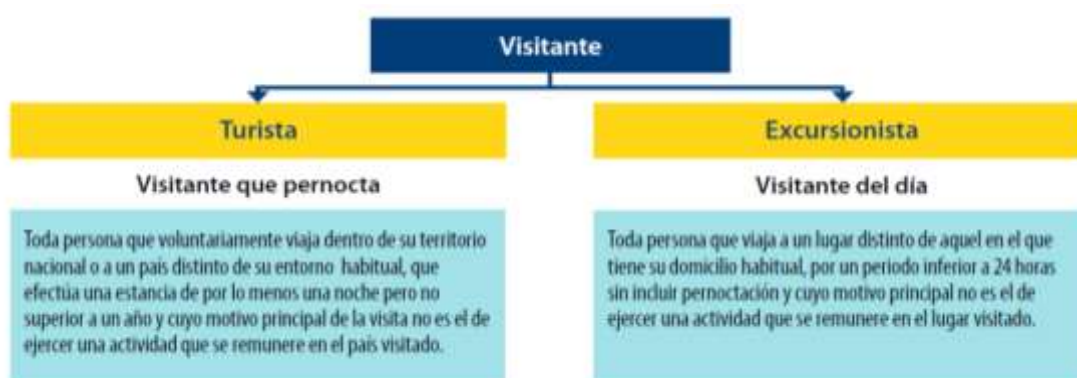 Visitante
Turista
Visitante que pernocta
Toda persona que voluntariamente viaja dentro de su territorio
nacional o a un país distinto de su entorno habitual, que
efectúa una estancia de por lo menos una noche pero no
superior a un año y cuyo motivo principal de la visita no es el de
ejercer una actividad que se remunere en el país visitado.
Excursionista
Visitante del día
Toda persona que viaja a un lugar distinto de aquel en el que
tiene su domicilio habitual, por un periodo inferior a 24 horas
sin incluir pernoctación y cuyo motivo principal no es el de
ejercer una actividad que se remunere en el lugar visitado.